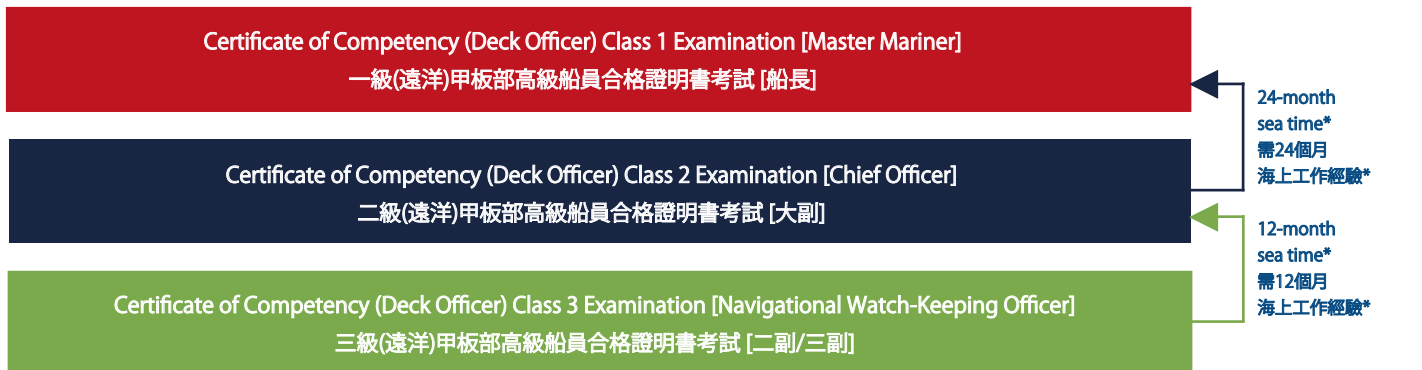 Certificate of Competency (Deck Officer) Class 1 Examination [Master Mariner]
一級(遠洋)甲板部高級船員合格證明書考試 [船長]
24-month
sea time*
需24個月
海上工作經驗*
Certificate of Competency (Deck Officer) Class 2 Examination [Chief Officer]
二級(遠洋)甲板部高級船員合格證明書考試 [大副]
12-month
sea time*
需12個月
海上工作經驗*
Certificate of Competency (Deck Officer) Class 3 Examination [Navigational Watch-Keeping Officer]
三級(遠洋)甲板部高級船員合格證明書考試 [二副/三副]